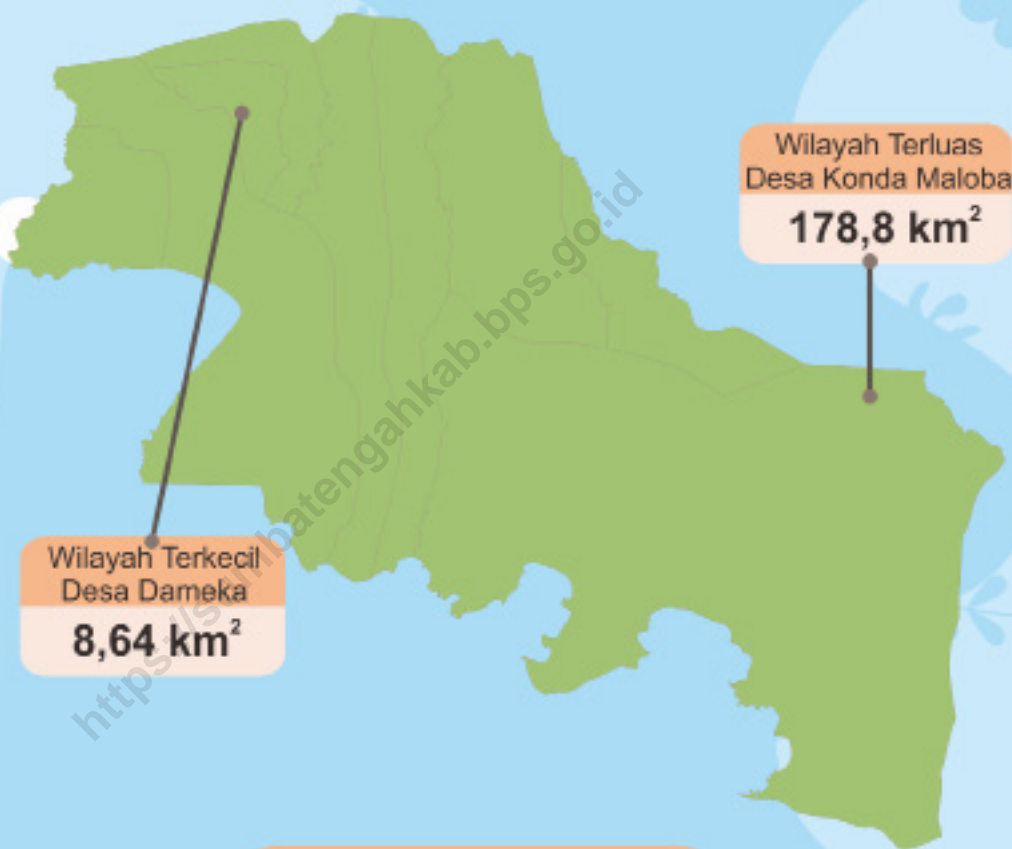 Wilayah Terluas
Desa Konda Maloba
178,8 km²
Wilayah Terkecil
Desa Dameka
8,64 km²
https://sumbatengahkab.bps.go.id